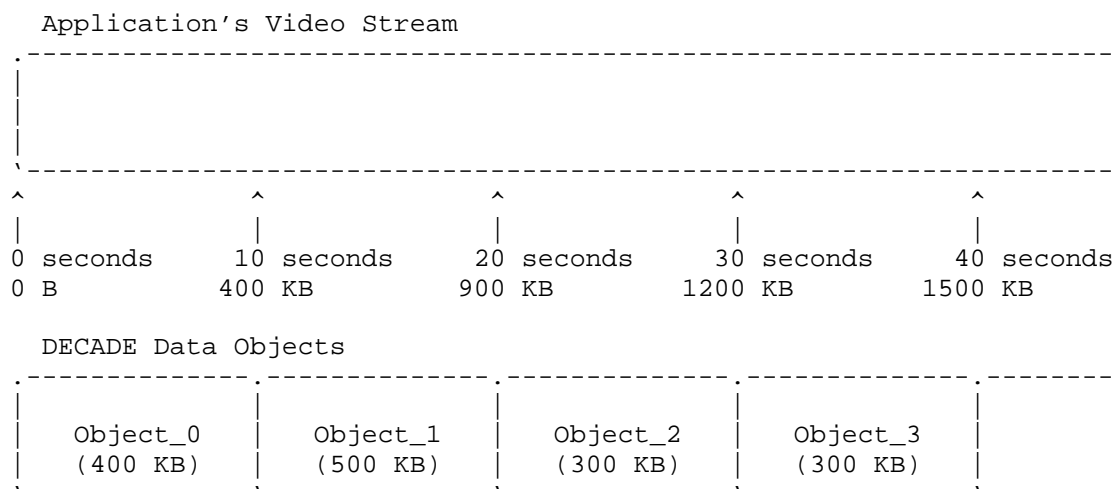 Application's Video Stream
0 seconds 10 seconds 20 seconds 30 seconds 40 seconds
0 B 400 KB 900 KB 1200 KB 1500 KB
DECADE Data Objects
Object_0 Object_1 Object_2 Object_3
(400 KB) (500 KB) (300 KB) (300 KB)